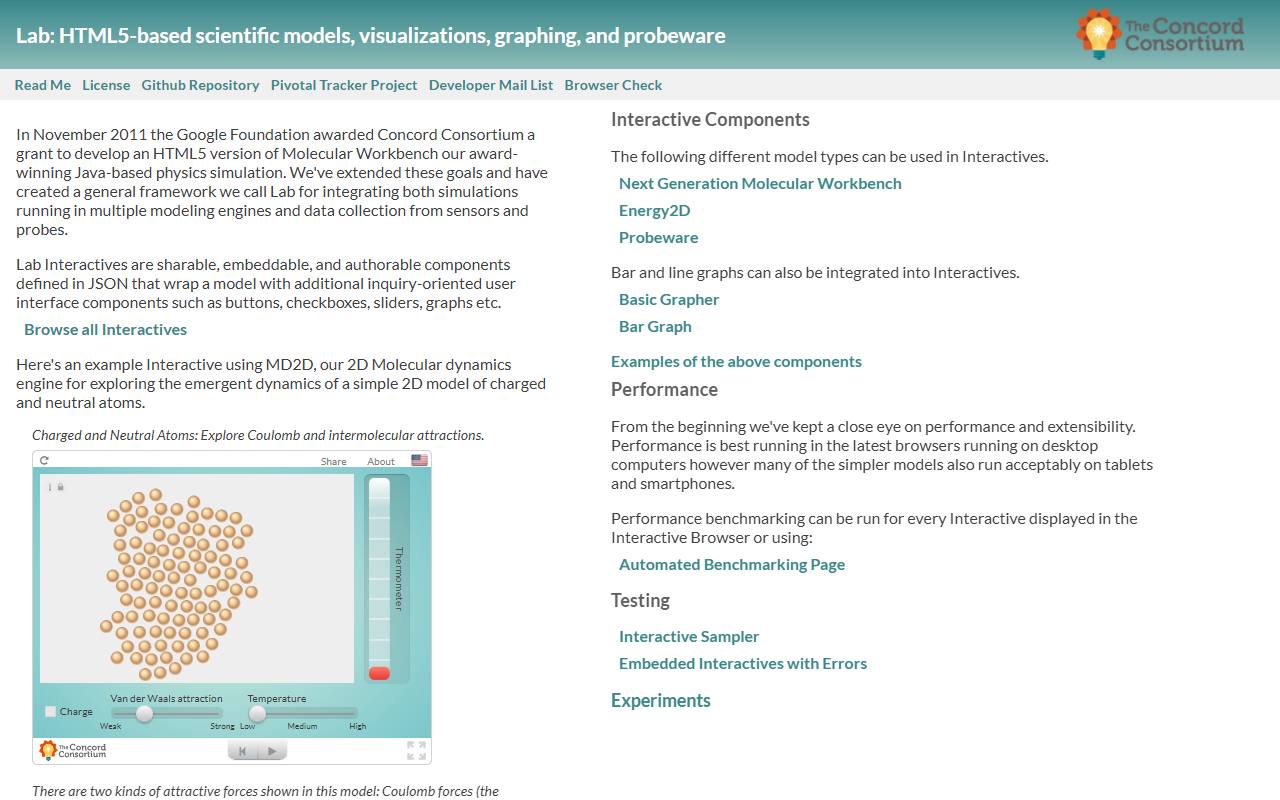 Lab: HTML5-based scientific models, visualizations, graphing, and probeware
The Concord
Consortium
Read Me License Github Repository Pivotal Tracker Project Developer Mail List Browser Check
In November 2011 the Google Foundation awarded Concord Consortium a
grant to develop an HTML5 version of Molecular Workbench our award-
winning Java-based physics simulation. We've extended these goals and have
created a general framework we call Lab for integrating both simulations
running in multiple modeling engines and data collection from sensors and
probes.
Lab Interactives are sharable, embeddable, and authorable components
defined in JSON that wrap a model with additional inquiry-oriented user
interface components such as buttons, checkboxes, sliders, graphs etc.
Browse all Interactives
Here's an example Interactive using MD2D, our 2D Molecular dynamics
engine for exploring the emergent dynamics of a simple 2D model of charged
and neutral atoms.
Charged and Neutral Atoms: Explore Coulomb and intermolecular attractions.
Share About
Thermometer
Van der Waals attraction Temperature
Charge
Weak Strong Low Medium High
The Concord
Consortium
There are two kinds of attractive forces shown in this model: Coulomb forces (the
Interactive Components
The following different model types can be used in Interactives.
Next Generation Molecular Workbench
Energy2D
Probeware
Bar and line graphs can also be integrated into Interactives.
Basic Grapher
Bar Graph
Examples of the above components
Performance
From the beginning we've kept a close eye on performance and extensibility.
Performance is best running in the latest browsers running on desktop
computers however many of the simpler models also run acceptably on tablets
and smartphones.
Performance benchmarking can be run for every Interactive displayed in the
Interactive Browser or using:
Automated Benchmarking Page
Testing
Interactive Sampler
Embedded Interactives with Errors
Experiments